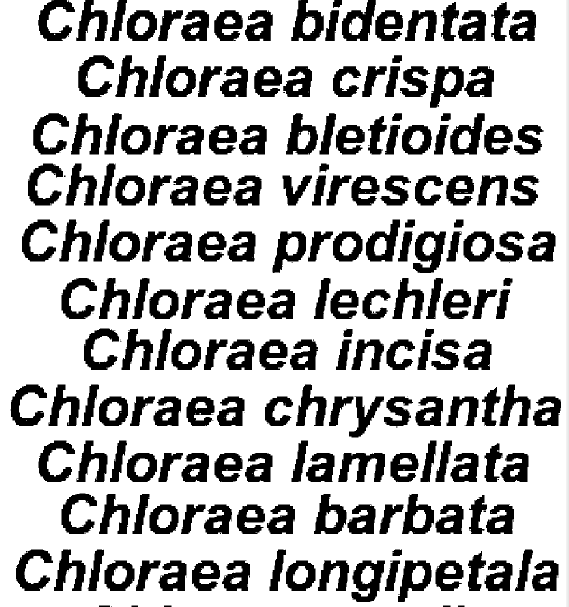 Chloraea bidentata
Chloraea crispa
Chloraea bletioides
Chloraea virescens
Chloraea prodigiosa
Chloraea lechleri
Chloraea incisa
Chloraea chrysantha
Chloraea lamellata
Chloraea barbata
Chloraea longipetala